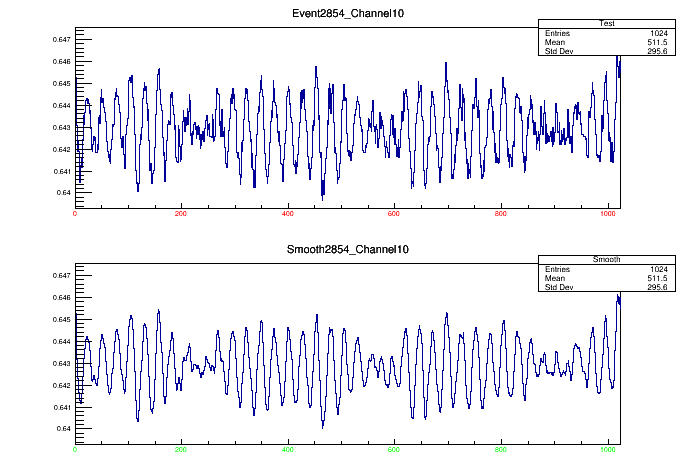 Event2854_Channel10
Test
Entries 1024
Mean 511.5
Std Dev 295.6
0.647
0.646
0.645
0.644
0.643
0.642
0.641
0.64
0 200 400 600 800 1000
Smooth2854_Channel10
Smooth
Entries 1024
Mean 511.5
Std Dev 295.6
0.647
0.646
0.645
0.644
0.643
0.642
0.641
0.64
0 200 400 600 800 1000